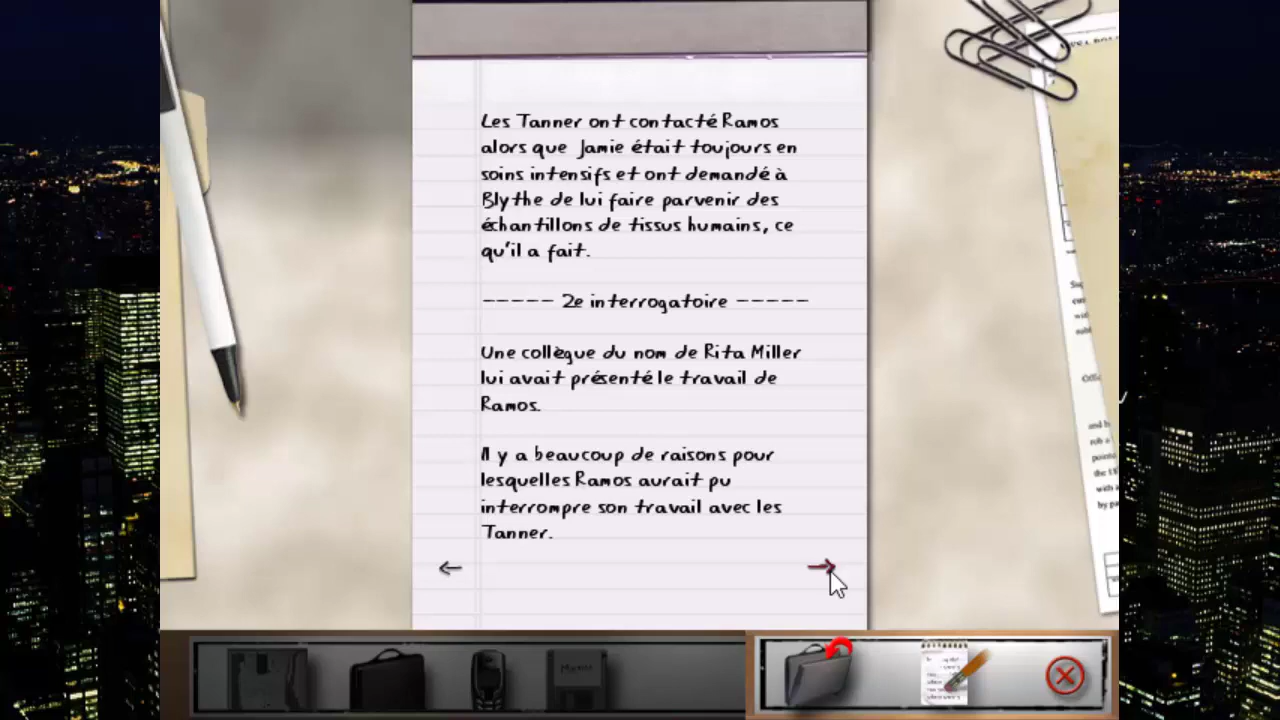 Les Tanner ont contacté Ramos
alors que Jamie était toujours en
soins intensifs et ont demandé à
Blythe de lui faire parvenir des
échantillons de tissus humains, ce
qu'il a fait.
----- 2e interrogatoire -----
Une collègue du nom de Rita Miller
lui avait présenté le travail de
Ramos.
Il y a beaucoup de raisons pour
lesquelles Ramos aurait pu
interrompre son travail avec les
Tanner.